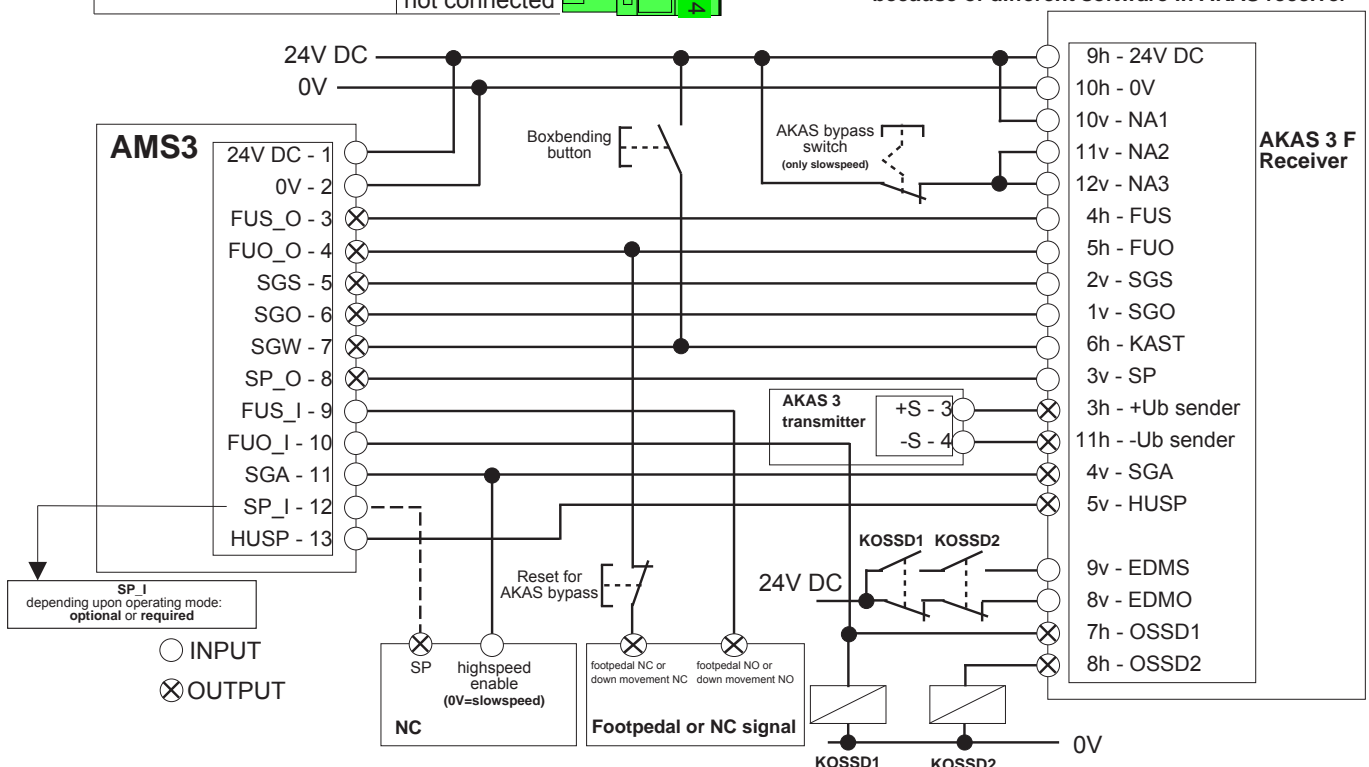 not connected
4
because of different software in AKAS receiver
24V DC
0V
AMS3
24V DC - 1
0V - 2
FUS_O - 3
FUO_O - 4
SGS - 5
SGO - 6
SGW - 7
SP_O - 8
FUS_I - 9
FUO_I - 10
SGA - 11
SP_I - 12
HUSP - 13
Boxbending
button
AKAS bypass
switch
(only slowspeed)
9h - 24V DC
10h - 0V
10v - NA1
11v - NA2
12v - NA3
4h - FUS
5h - FUO
2v - SGS
1v - SGO
6h - KAST
3v - SP
3h - +Ub sender
11h - -Ub sender
4v - SGA
5v - HUSP
9v - EDMS
8v - EDMO
7h - OSSD1
8h - OSSD2
AKAS 3 F
Receiver
AKAS 3
transmitter
+S - 3
-S - 4
KOSSD1 KOSSD2
24V DC
Reset for
AKAS bypass
SP_I
depending upon operating mode:
optional or required
INPUT
OUTPUT
SP
highspeed
enable
(0V=slowspeed)
NC
footpedal NC or
down movement NC
footpedal NO or
down movement NO
Footpedal or NC signal
0V
KOSSD1
KOSSD2